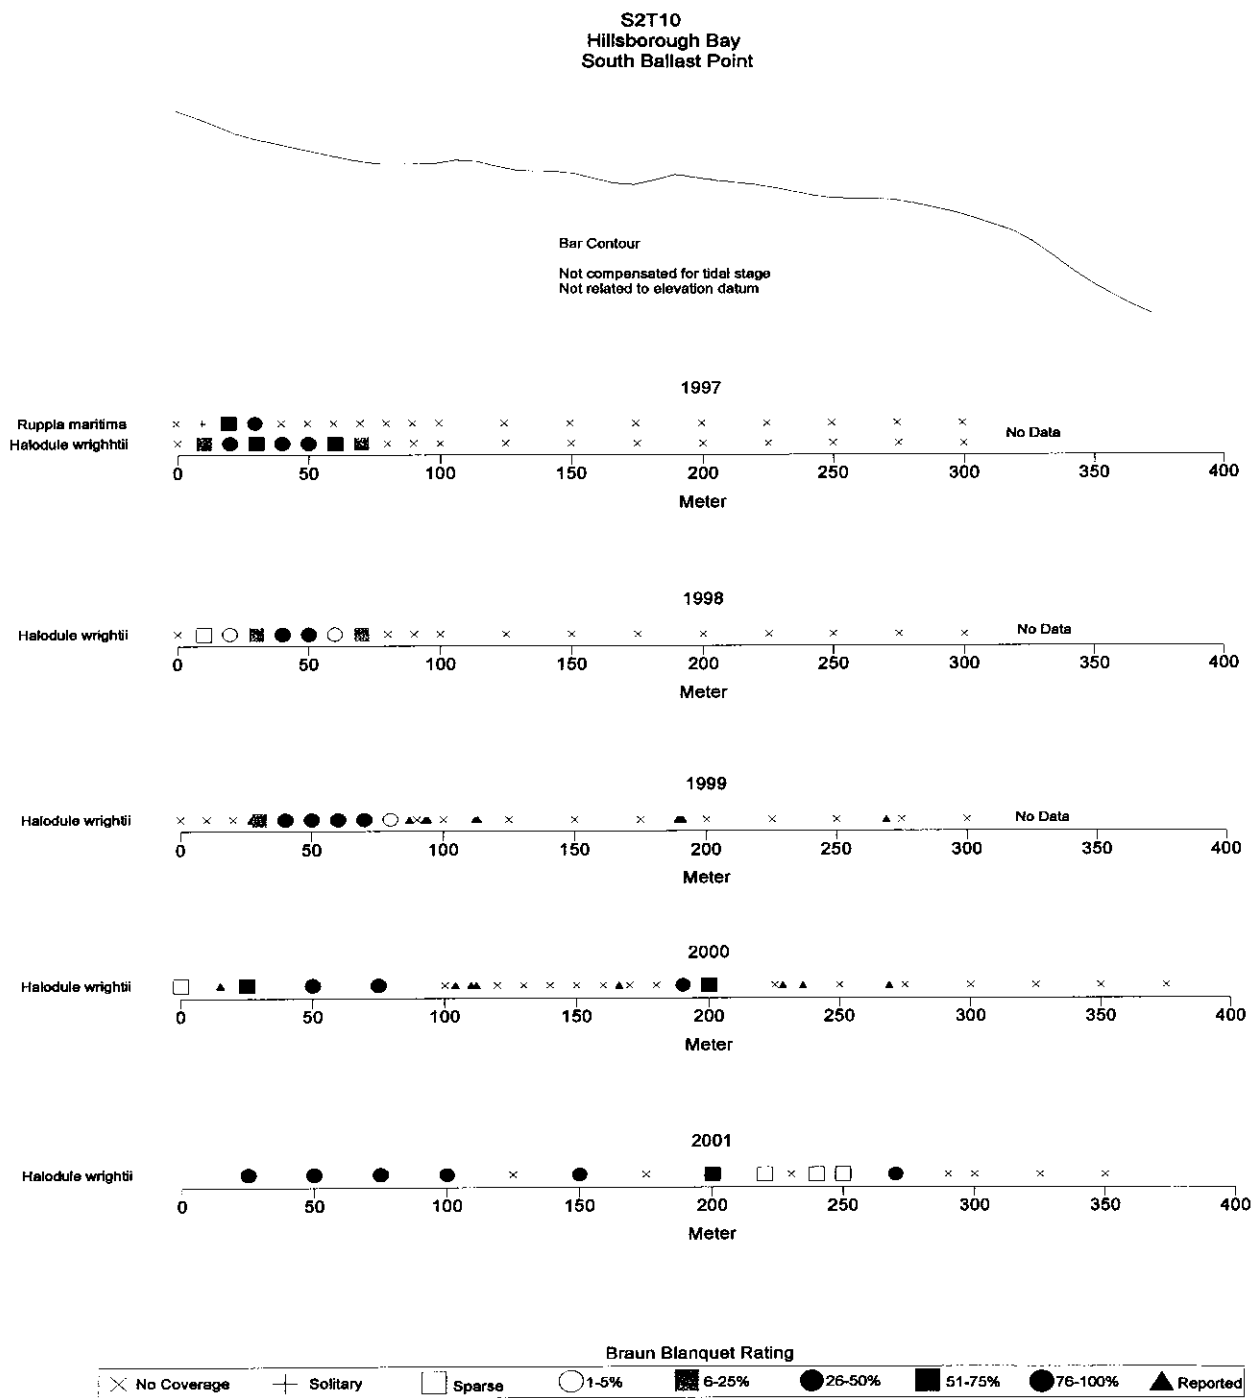 S2T10
Hillsborough Bay
South Ballast Point
Bar Contour
Not compensated for tidal stage
Not related to elevation datum
1997
Ruppia maritima
Halodule wrighhtii
No Data
0 50 100 150 200 250 300 350 400
Meter
1998
Halodule wrightii
No Data
0 50 100 150 200 250 300 350 400
Meter
1999
Halodule wrightii
No Data
0 50 100 150 200 250 300 350 400
Meter
2000
Halodule wrightii
0 50 100 150 200 250 300 350 400
Meter
2001
Halodule wrightii
0 50 100 150 200 250 300 350 400
Meter
Braun Blanquet Rating
No Coverage Solitary Sparse 1-5% 6-25% 26-50% 51-75% 76-100% Reported